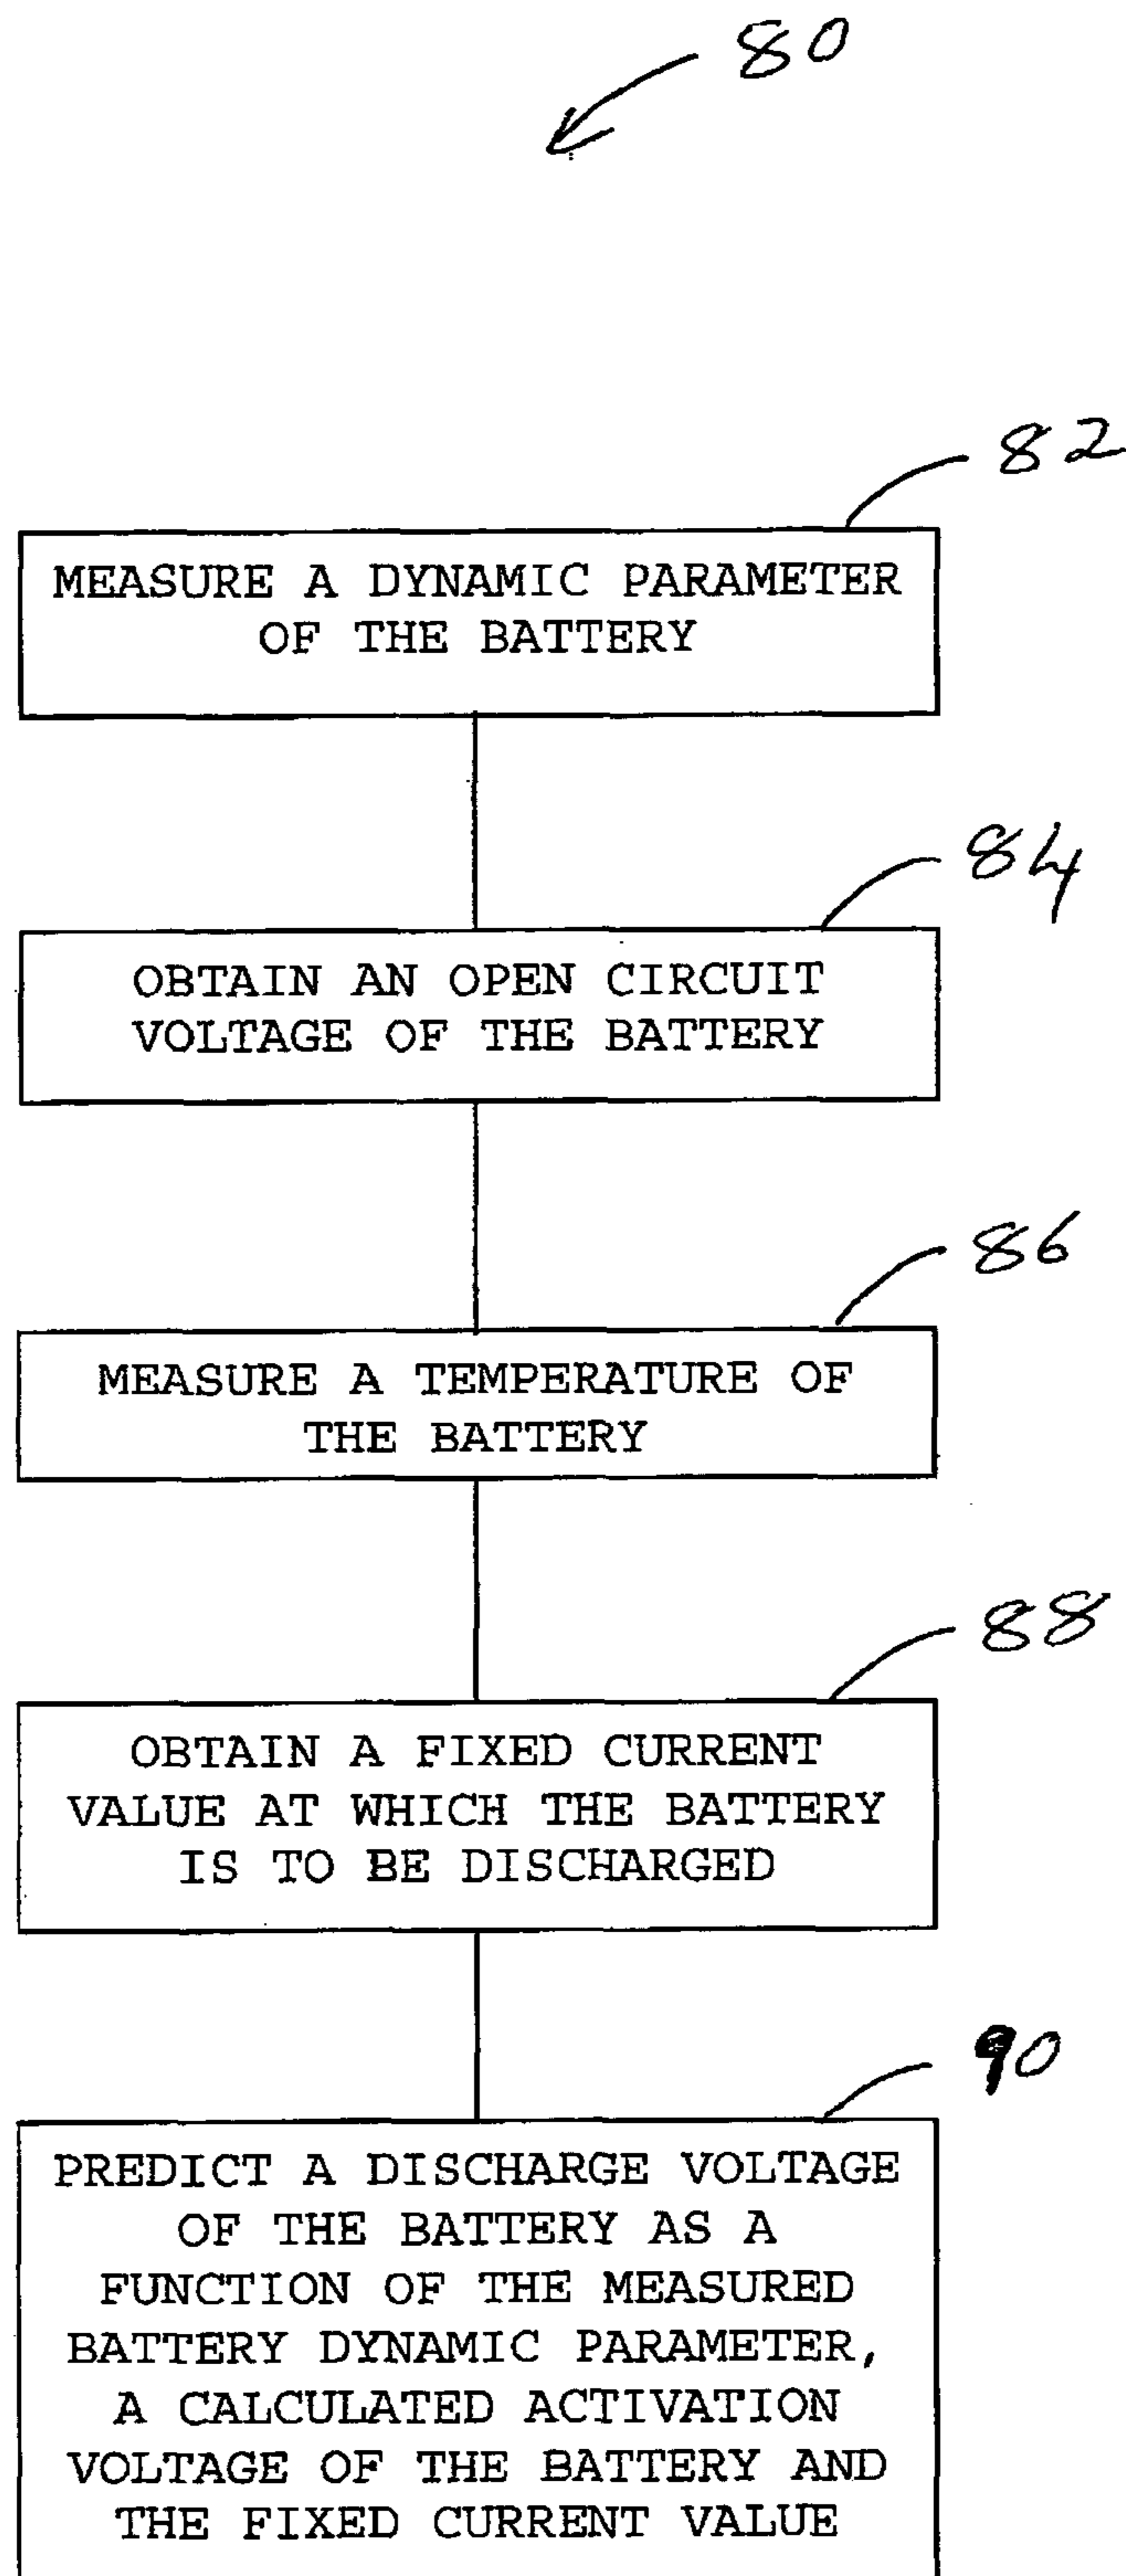 80
82
MEASURE A DYNAMIC PARAMETER
OF THE BATTERY
84
OBTAIN AN OPEN CIRCUIT
VOLTAGE OF THE BATTERY
86
MEASURE A TEMPERATURE OF
THE BATTERY
88
OBTAIN A FIXED CURRENT
VALUE AT WHICH THE BATTERY
IS TO BE DISCHARGED
90
PREDICT A DISCHARGE VOLTAGE
OF THE BATTERY AS A
FUNCTION OF THE MEASURED
BATTERY DYNAMIC PARAMETER,
A CALCULATED ACTIVATION
VOLTAGE OF THE BATTERY AND
THE FIXED CURRENT VALUE